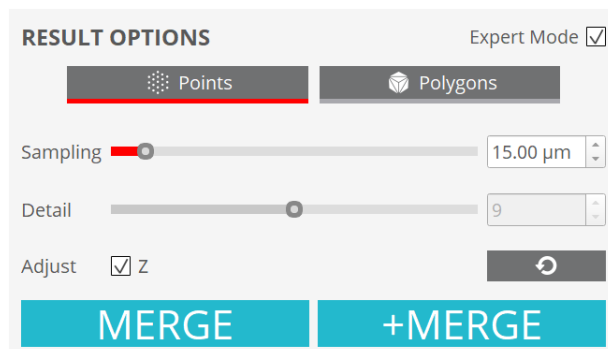 RESULT OPTIONS Expert Mode
Points Polygons
Sampling 15.00 µm
Detail 9
Adjust Z
MERGE +MERGE